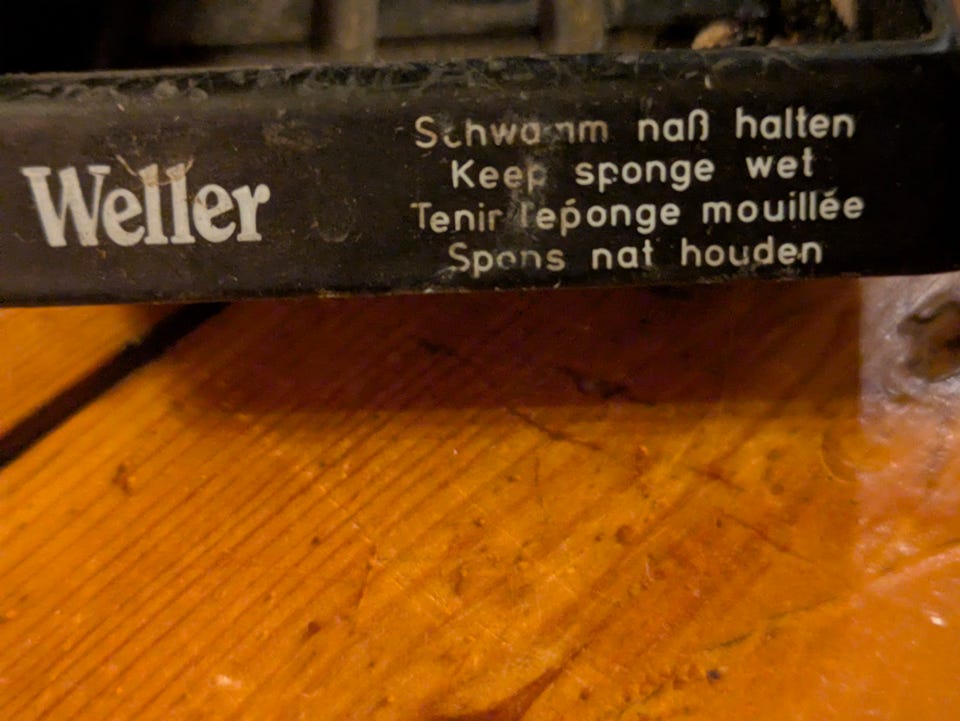 Weller
Schwamm naß halten
Keep sponge wet
Tenir l'eponge mouillée
Spons nat houden